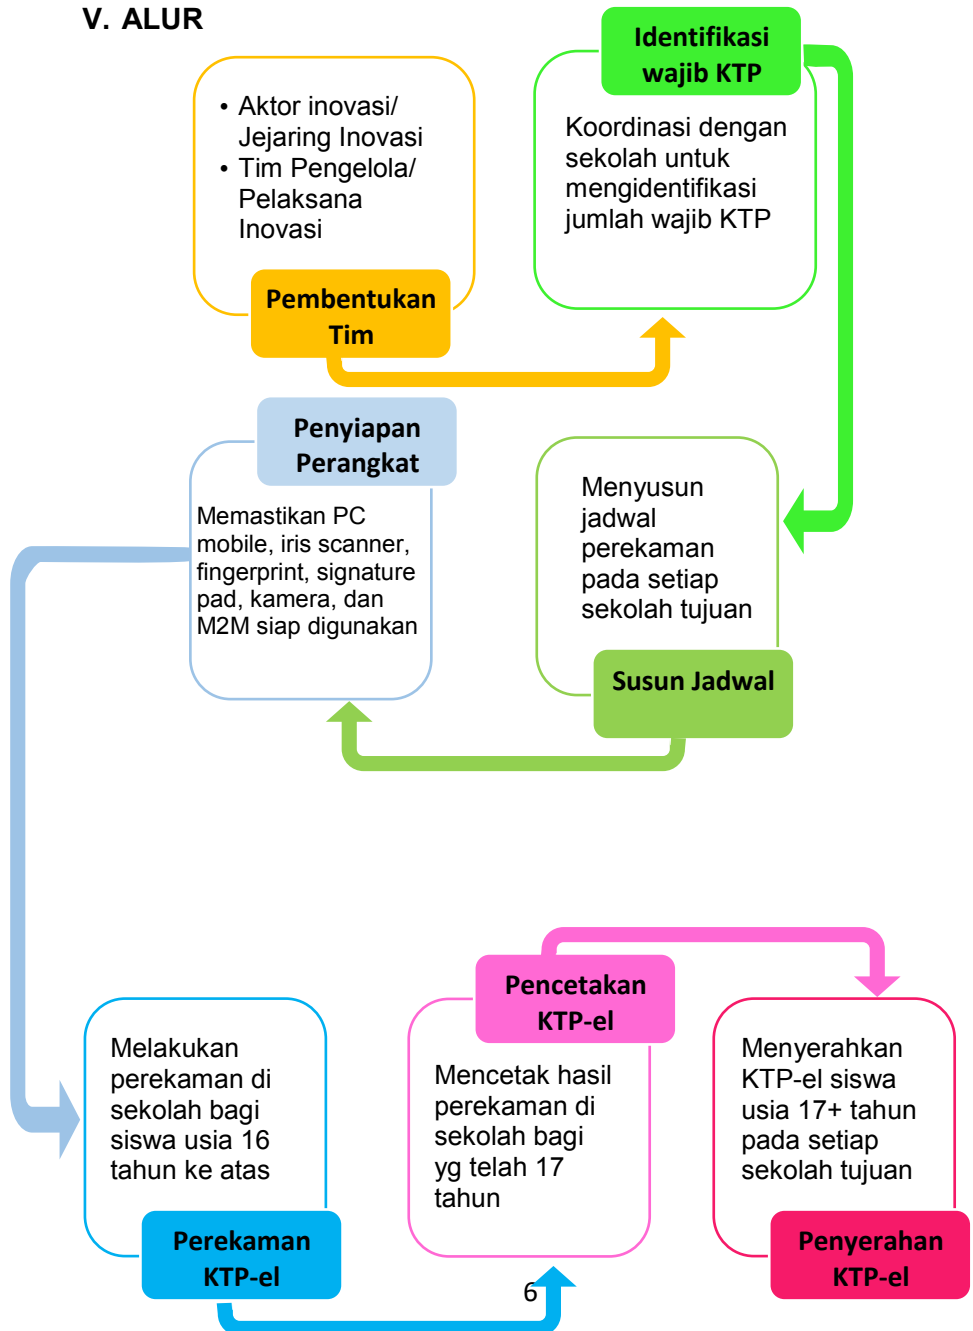 V. ALUR
• Aktor inovasi/
Jejaring Inovasi
• Tim Pengelola/
Pelaksana
Inovasi
Pembentukan
Tim
Identifikasi
wajib KTP
Koordinasi dengan
sekolah untuk
mengidentifikasi
jumlah wajib KTP
Menyusun
jadwal
perekaman
pada setiap
sekolah tujuan
Susun Jadwal
Penyiapan
Perangkat
Memastikan PC
mobile, iris scanner,
fingerprint, signature
pad, kamera, dan
M2M siap digunakan
Melakukan
perekaman di
sekolah bagi
siswa usia 16
tahun ke atas
Perekaman
KTP-el
Pencetakan
KTP-el
Mencetak hasil
perekaman di
sekolah bagi
yg telah 17
tahun
Menyerahkan
KTP-el siswa
usia 17+ tahun
pada setiap
sekolah tujuan
Penyerahan
KTP-el
6